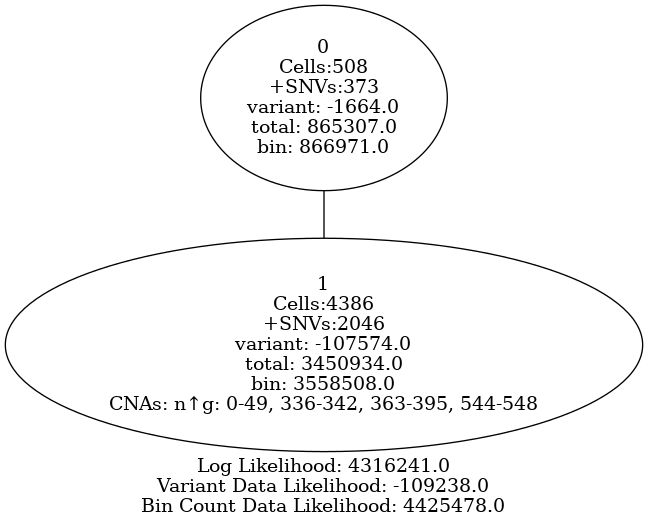 0
Cells:508
+SNVs:373
variant: -1664.0
total: 865307.0
bin: 866971.0
1
Cells:4386
+SNVs:2046
variant: -107574.0
total: 3450934.0
bin: 3558508.0
CNAs: n↑g: 0-49, 336-342, 363-395, 544-548
Log Likelihood: 4316241.0
Variant Data Likelihood: -109238.0
Bin Count Data Likelihood: 4425478.0